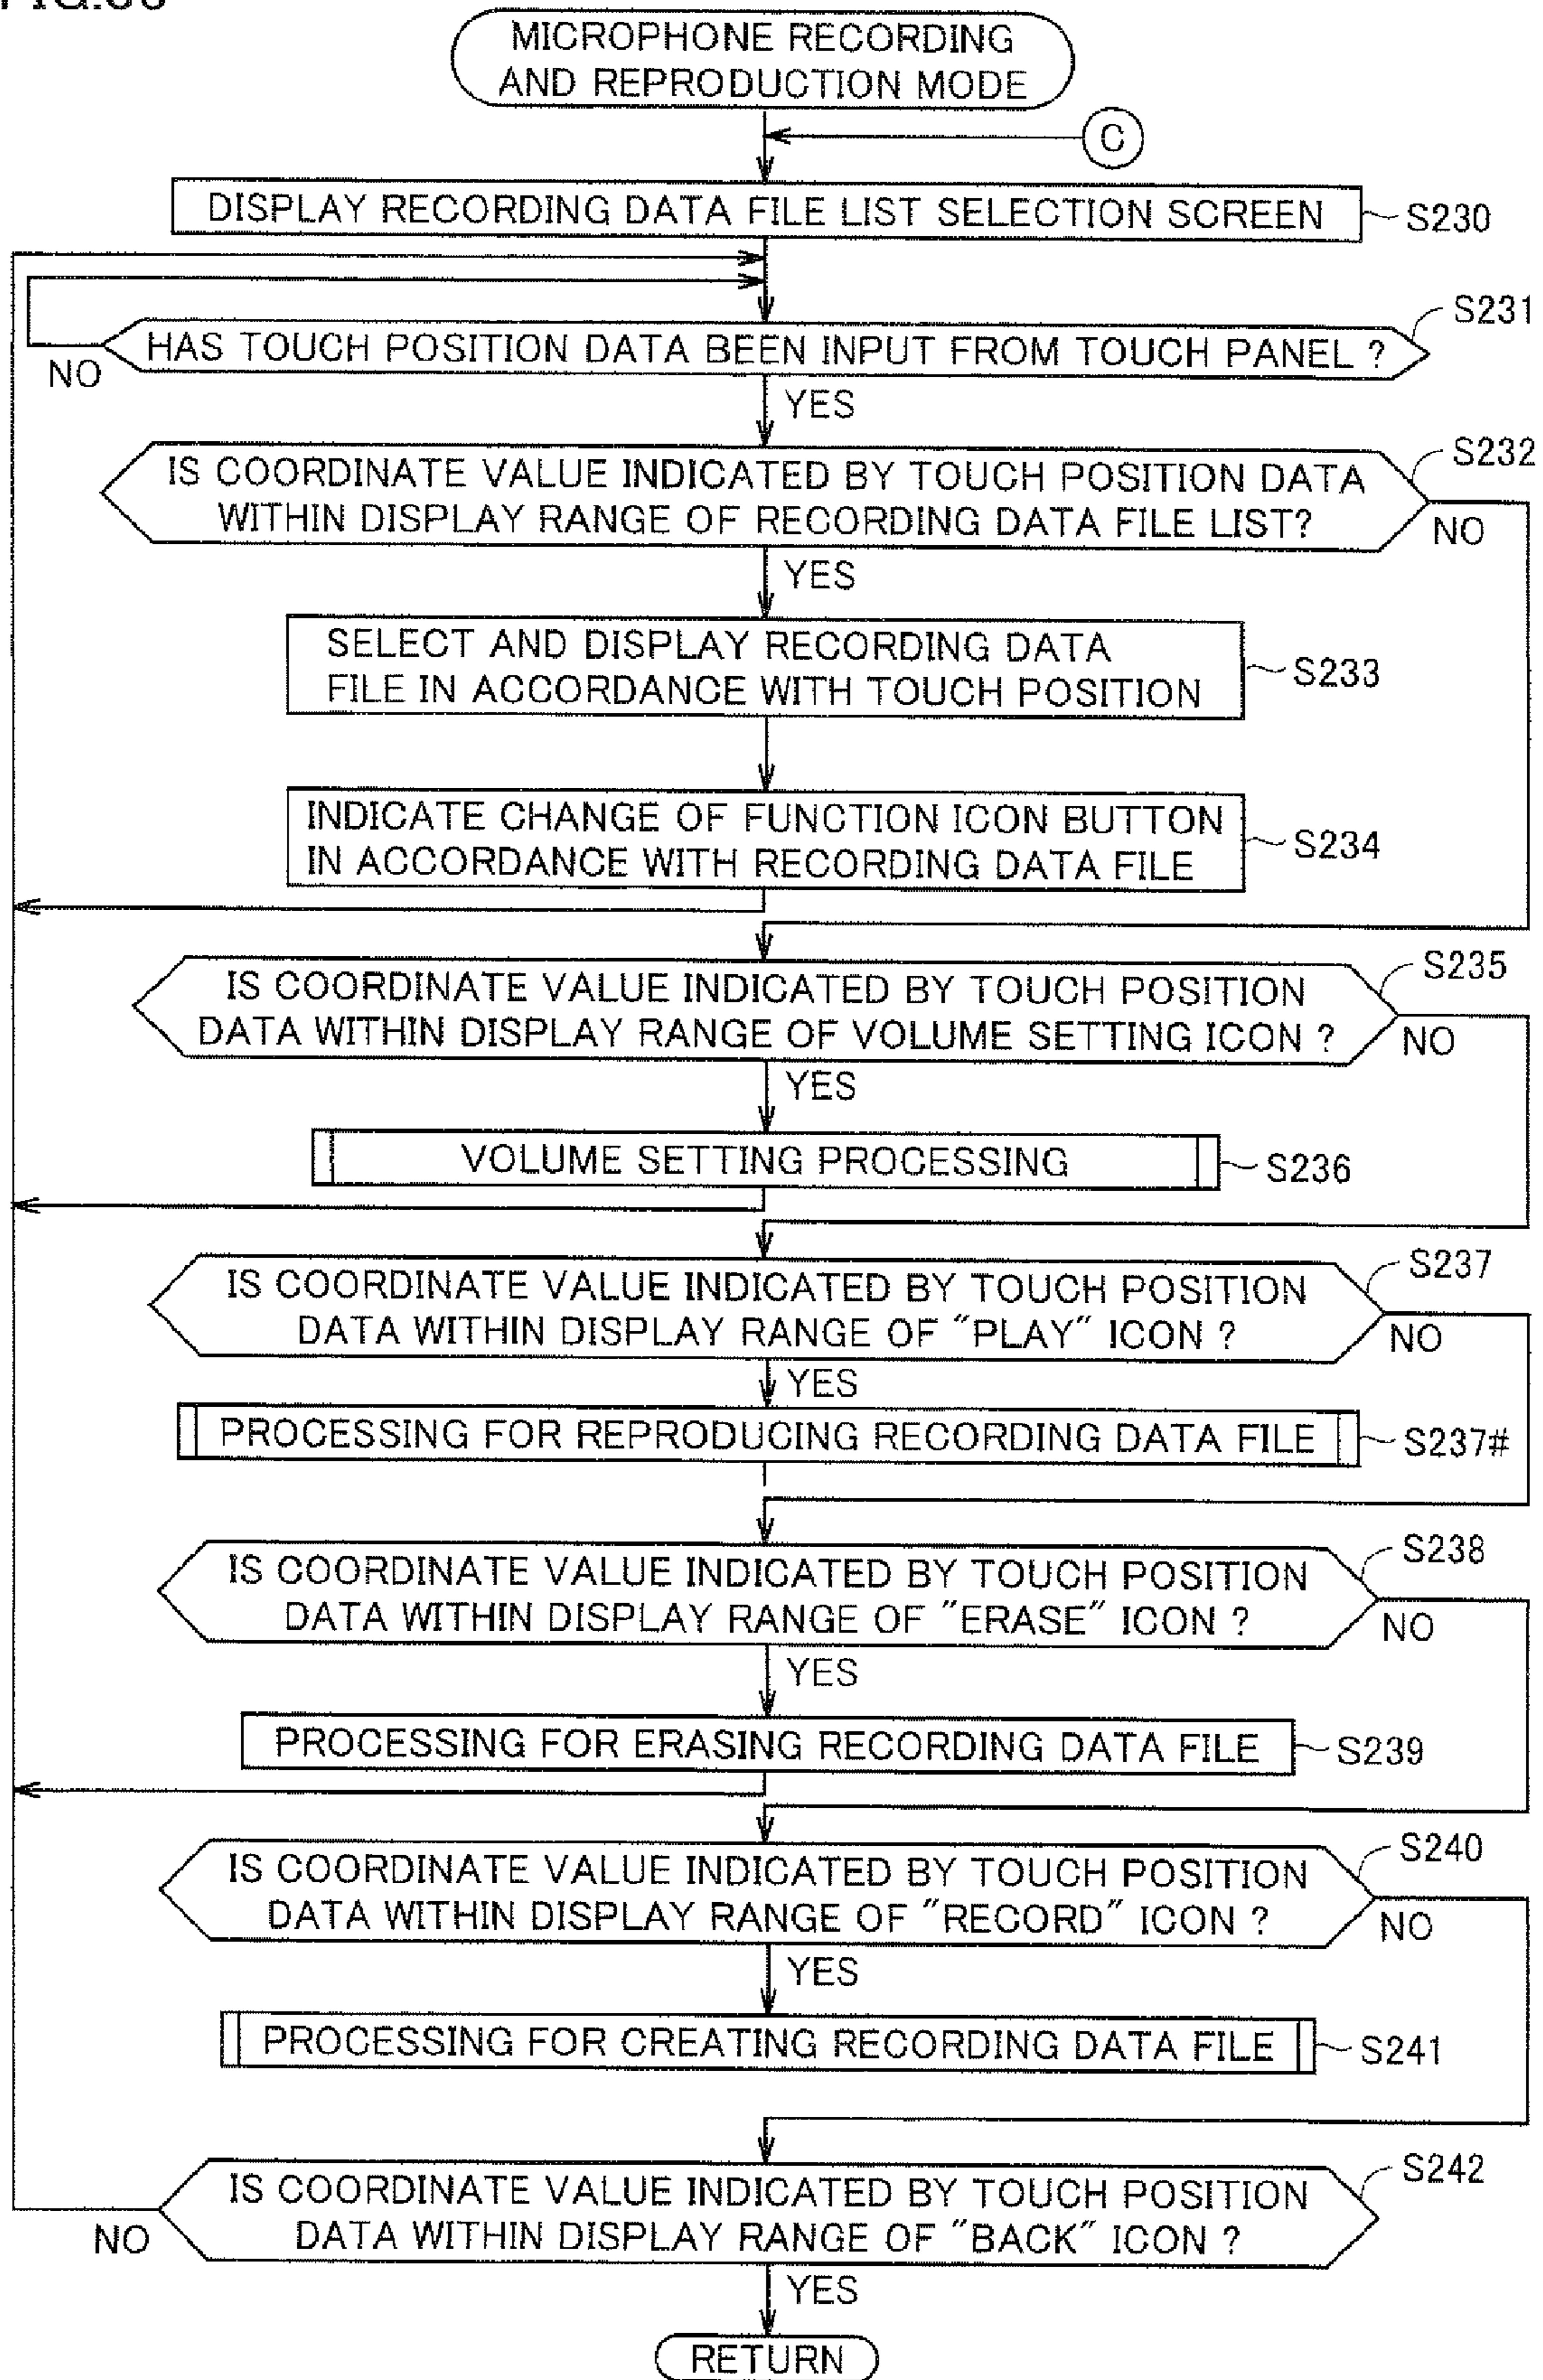 MICROPHONE RECORDING
AND REPRODUCTION MODE
C
DISPLAY RECORDING DATA FILE LIST SELECTION SCREEN
S230
S231
HAS TOUCH POSITION DATA BEEN INPUT FROM TOUCH PANEL ?
NO
YES
S232
IS COORDINATE VALUE INDICATED BY TOUCH POSITION DATA
WITHIN DISPLAY RANGE OF RECORDING DATA FILE LIST?
NO
YES
SELECT AND DISPLAY RECORDING DATA
FILE IN ACCORDANCE WITH TOUCH POSITION
S233
INDICATE CHANGE OF FUNCTION ICON BUTTON
IN ACCORDANCE WITH RECORDING DATA FILE
S234
S235
IS COORDINATE VALUE INDICATED BY TOUCH POSITION
DATA WITHIN DISPLAY RANGE OF VOLUME SETTING ICON ?
NO
YES
VOLUME SETTING PROCESSING
S236
S237
IS COORDINATE VALUE INDICATED BY TOUCH POSITION
DATA WITHIN DISPLAY RANGE OF "PLAY" ICON ?
NO
YES
PROCESSING FOR REPRODUCING RECORDING DATA FILE
S237#
S238
IS COORDINATE VALUE INDICATED BY TOUCH POSITION
DATA WITHIN DISPLAY RANGE OF "ERASE" ICON ?
NO
YES
PROCESSING FOR ERASING RECORDING DATA FILE
S239
S240
IS COORDINATE VALUE INDICATED BY TOUCH POSITION
DATA WITHIN DISPLAY RANGE OF "RECORD" ICON ?
NO
YES
PROCESSING FOR CREATING RECORDING DATA FILE
S241
S242
IS COORDINATE VALUE INDICATED BY TOUCH POSITION
DATA WITHIN DISPLAY RANGE OF "BACK" ICON ?
NO
YES
RETURN